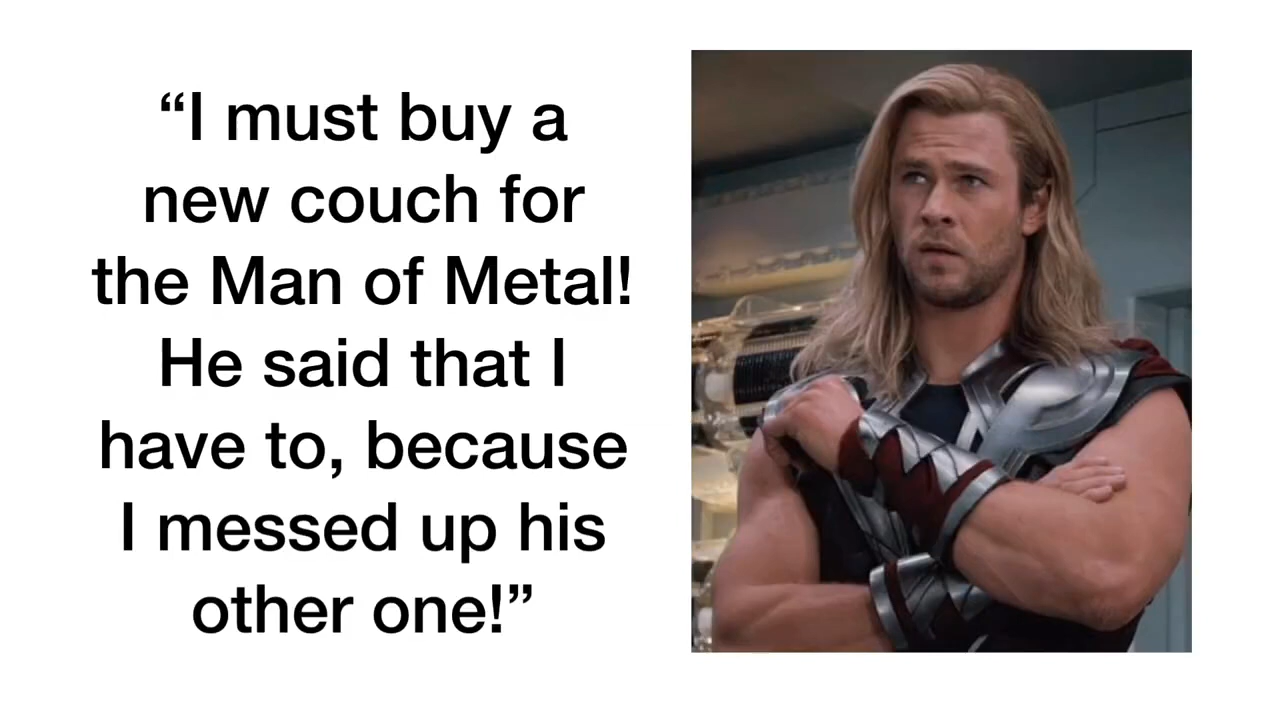 “I must buy a
new couch for
the Man of Metal!
He said that I
have to, because
I messed up his
other one!”